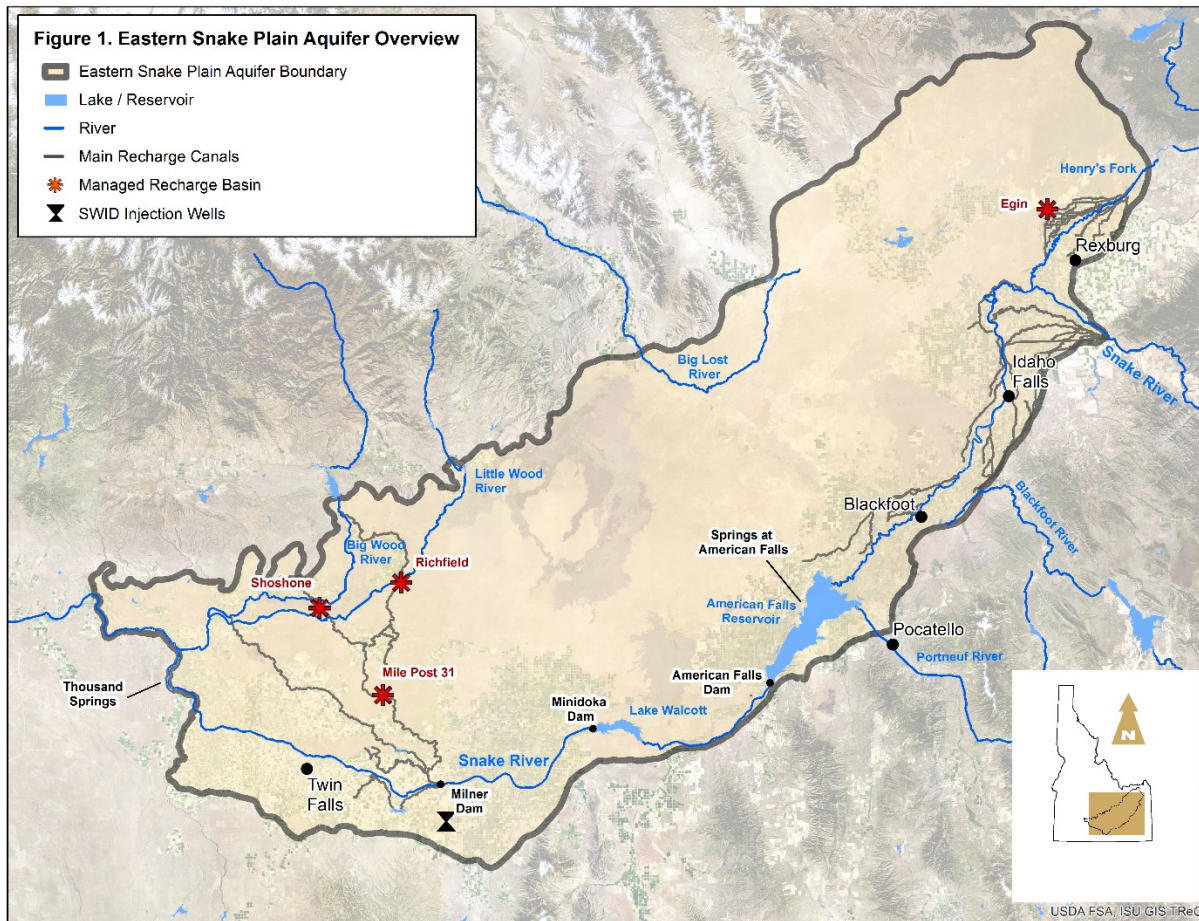 Figure 1. Eastern Snake Plain Aquifer Overview
Eastern Snake Plain Aquifer Boundary
Lake / Reservoir
River
Main Recharge Canals
Managed Recharge Basin
SWID Injection Wells
Henry's Fork
Egin
Rexburg
Big Lost
River
Idaho
Falls
Snake River
Little Wood
River
Blackfoot
Blackfoot River
Springs at
American Falls
Big Wood
River
Richfield
Shoshone
American Falls
Reservoir
Pocatello
Portneuf River
Mile Post 31
Thousand
Springs
American Falls
Dam
Minidoka
Dam
Lake Walcott
Snake River
Twin
Falls
Milner
Dam
N
USDA FSA, ISU GIS TReC